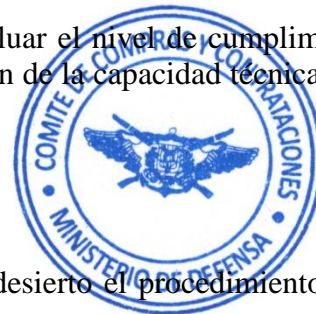 luar el nivel de cumplim
n de la capacidad técnica
COMITE DE COMPRAS Y CONTRATACIONES
MINISTERIO DE DEFENSA
desierto el procedimiento